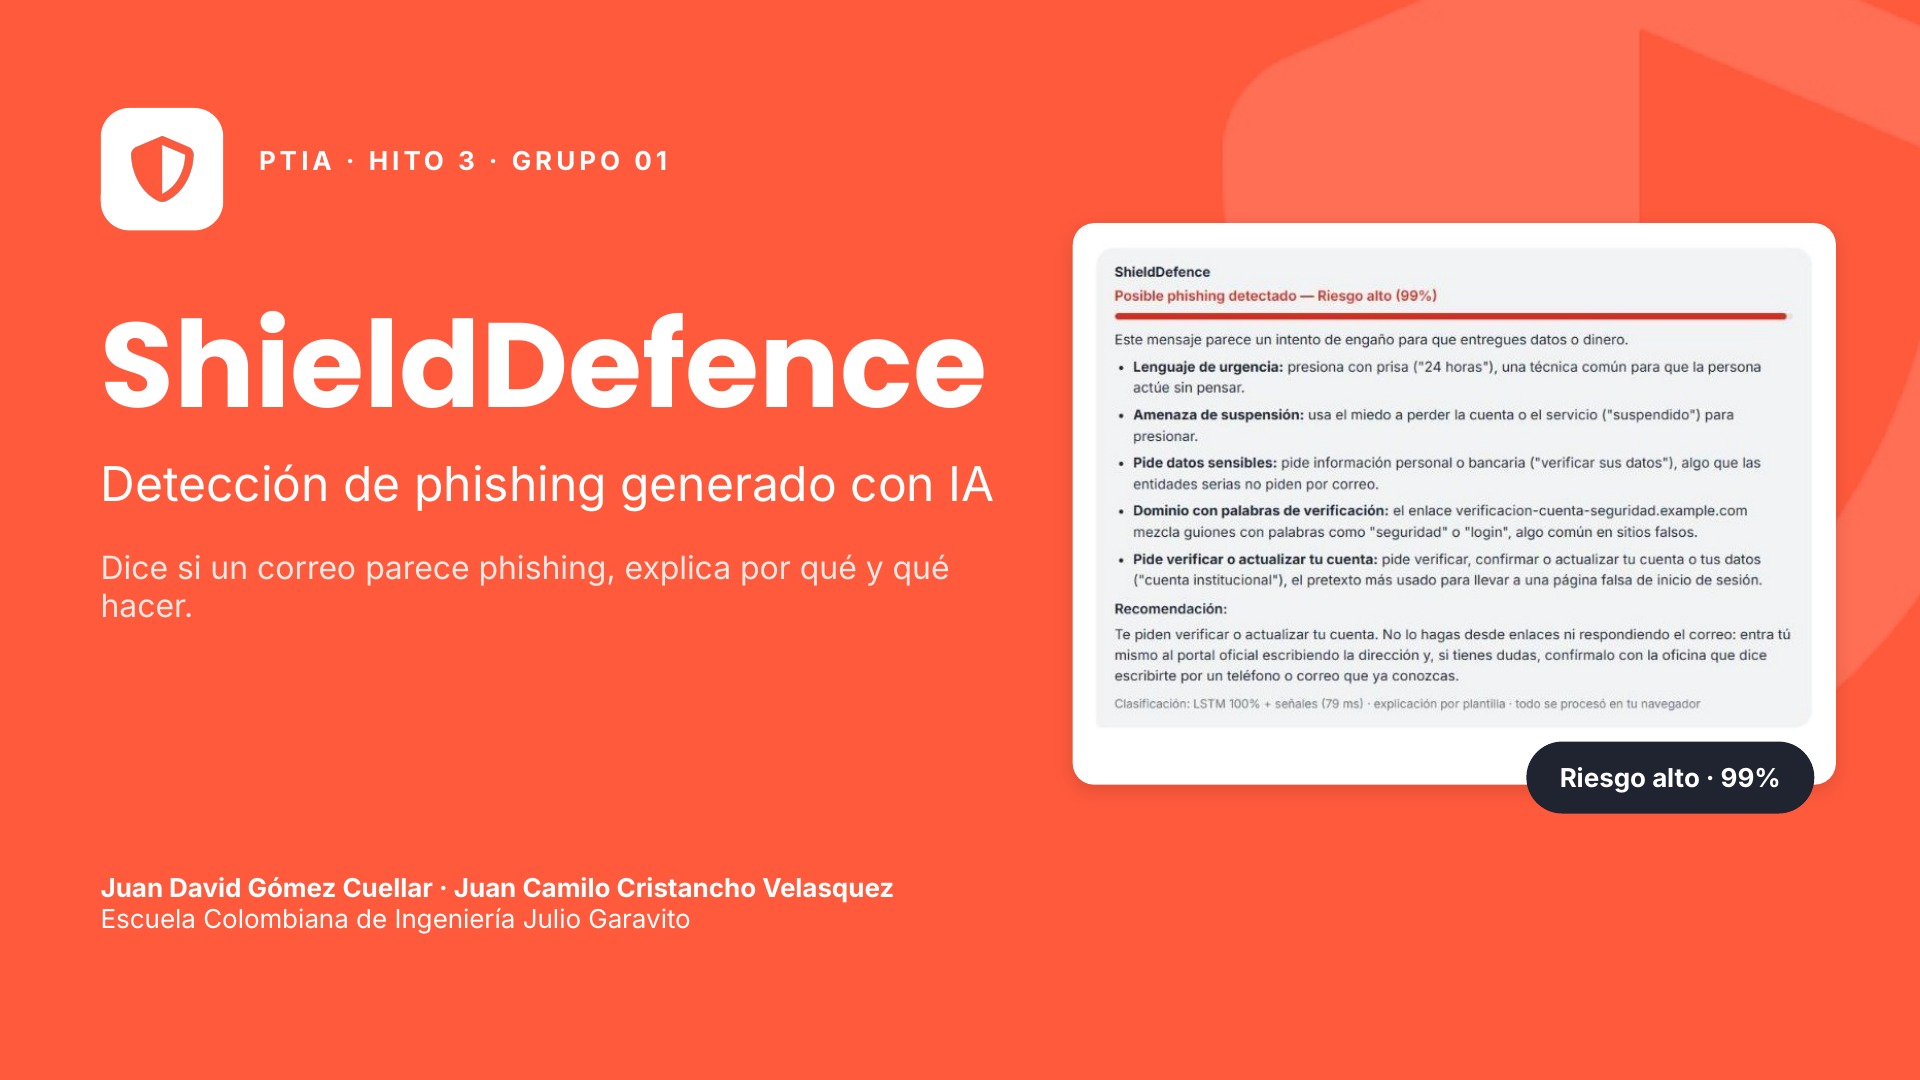 PTIA · HITO 3 · GRUPO 01
ShieldDefence
Detección de phishing generado con IA
Dice si un correo parece phishing, explica por qué y qué
hacer.
Juan David Gómez Cuellar · Juan Camilo Cristancho Velasquez
Escuela Colombiana de Ingeniería Julio Garavito
ShieldDefence
Posible phishing detectado — Riesgo alto (99%)
Este mensaje parece un intento de engaño para que entregues datos o dinero.
• Lenguaje de urgencia: presiona con prisa ("24 horas"), una técnica común para que la persona
actúe sin pensar.
• Amenaza de suspensión: usa el miedo a perder la cuenta o el servicio ("suspendido") para
presionar.
• Pide datos sensibles: pide información personal o bancaria ("verificar sus datos"), algo que las
entidades serias no piden por correo.
• Dominio con palabras de verificación: el enlace verificacion-cuenta-seguridad.example.com
mezcla guiones con palabras como "seguridad" o "login", algo común en sitios falsos.
• Pide verificar o actualizar tu cuenta: pide verificar, confirmar o actualizar tu cuenta o tus datos
("cuenta institucional"), el pretexto más usado para llevar a una página falsa de inicio de sesión.
Recomendación:
Te piden verificar o actualizar tu cuenta. No lo hagas desde enlaces ni respondiendo el correo: entra tú
mismo al portal oficial escribiendo la dirección y, si tienes dudas, confírmalo con la oficina que dice
escribirte por un teléfono o correo que ya conozcas.
Clasificación: LSTM 100% + señales (79 ms) · explicación por plantilla · todo se procesó en tu navegador
Riesgo alto · 99%